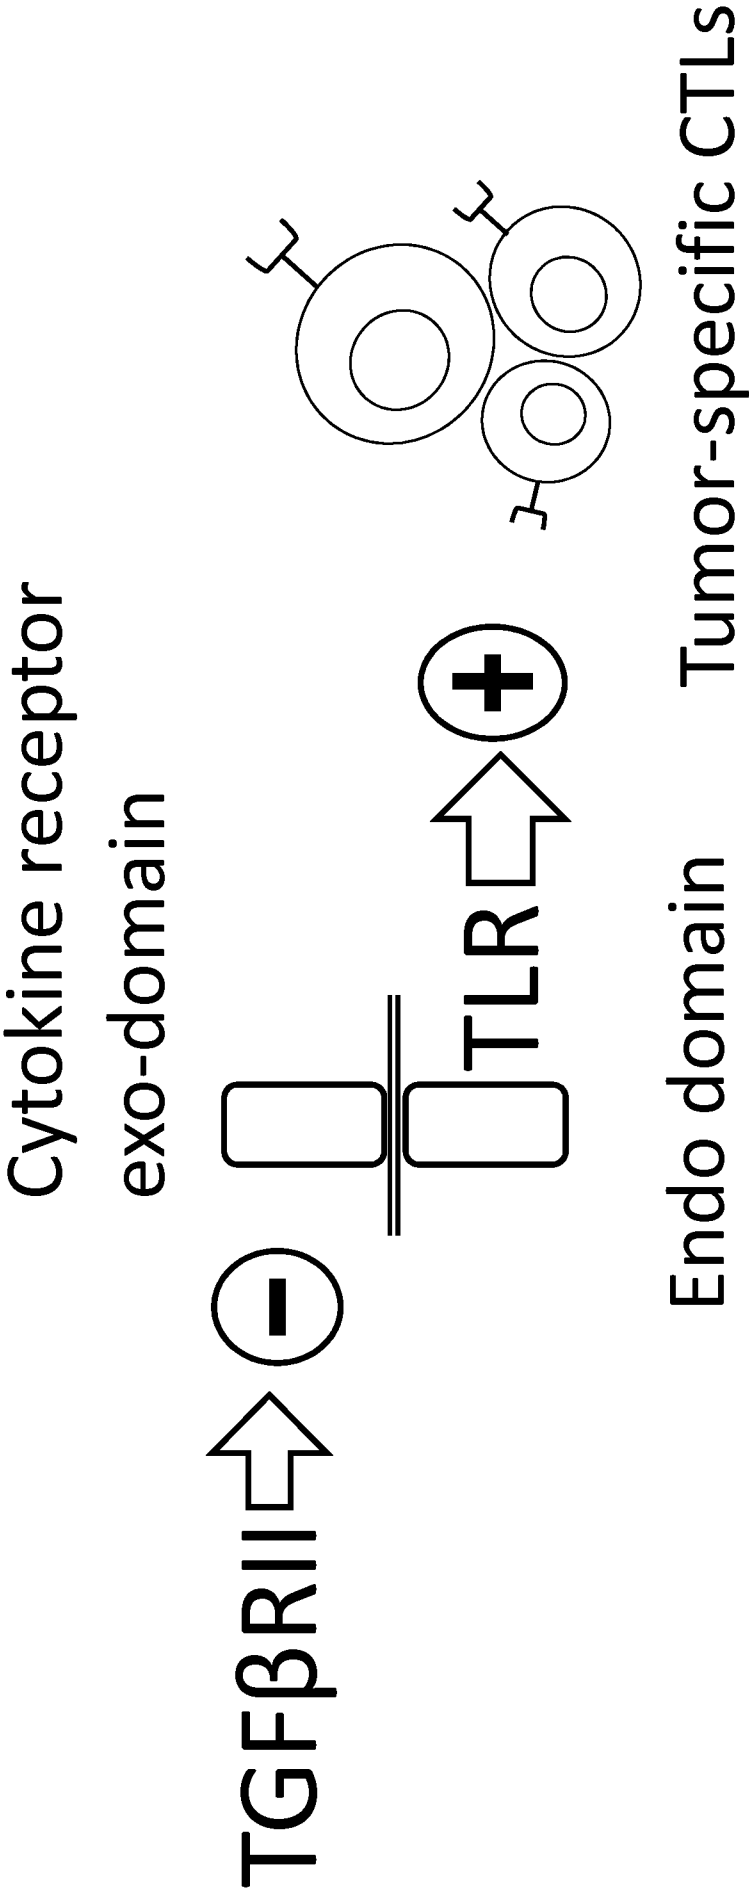 Cytokine receptor
exo-domain
TGFβRII
−
TLR
+
Endo domain
Tumor-specific CTLs